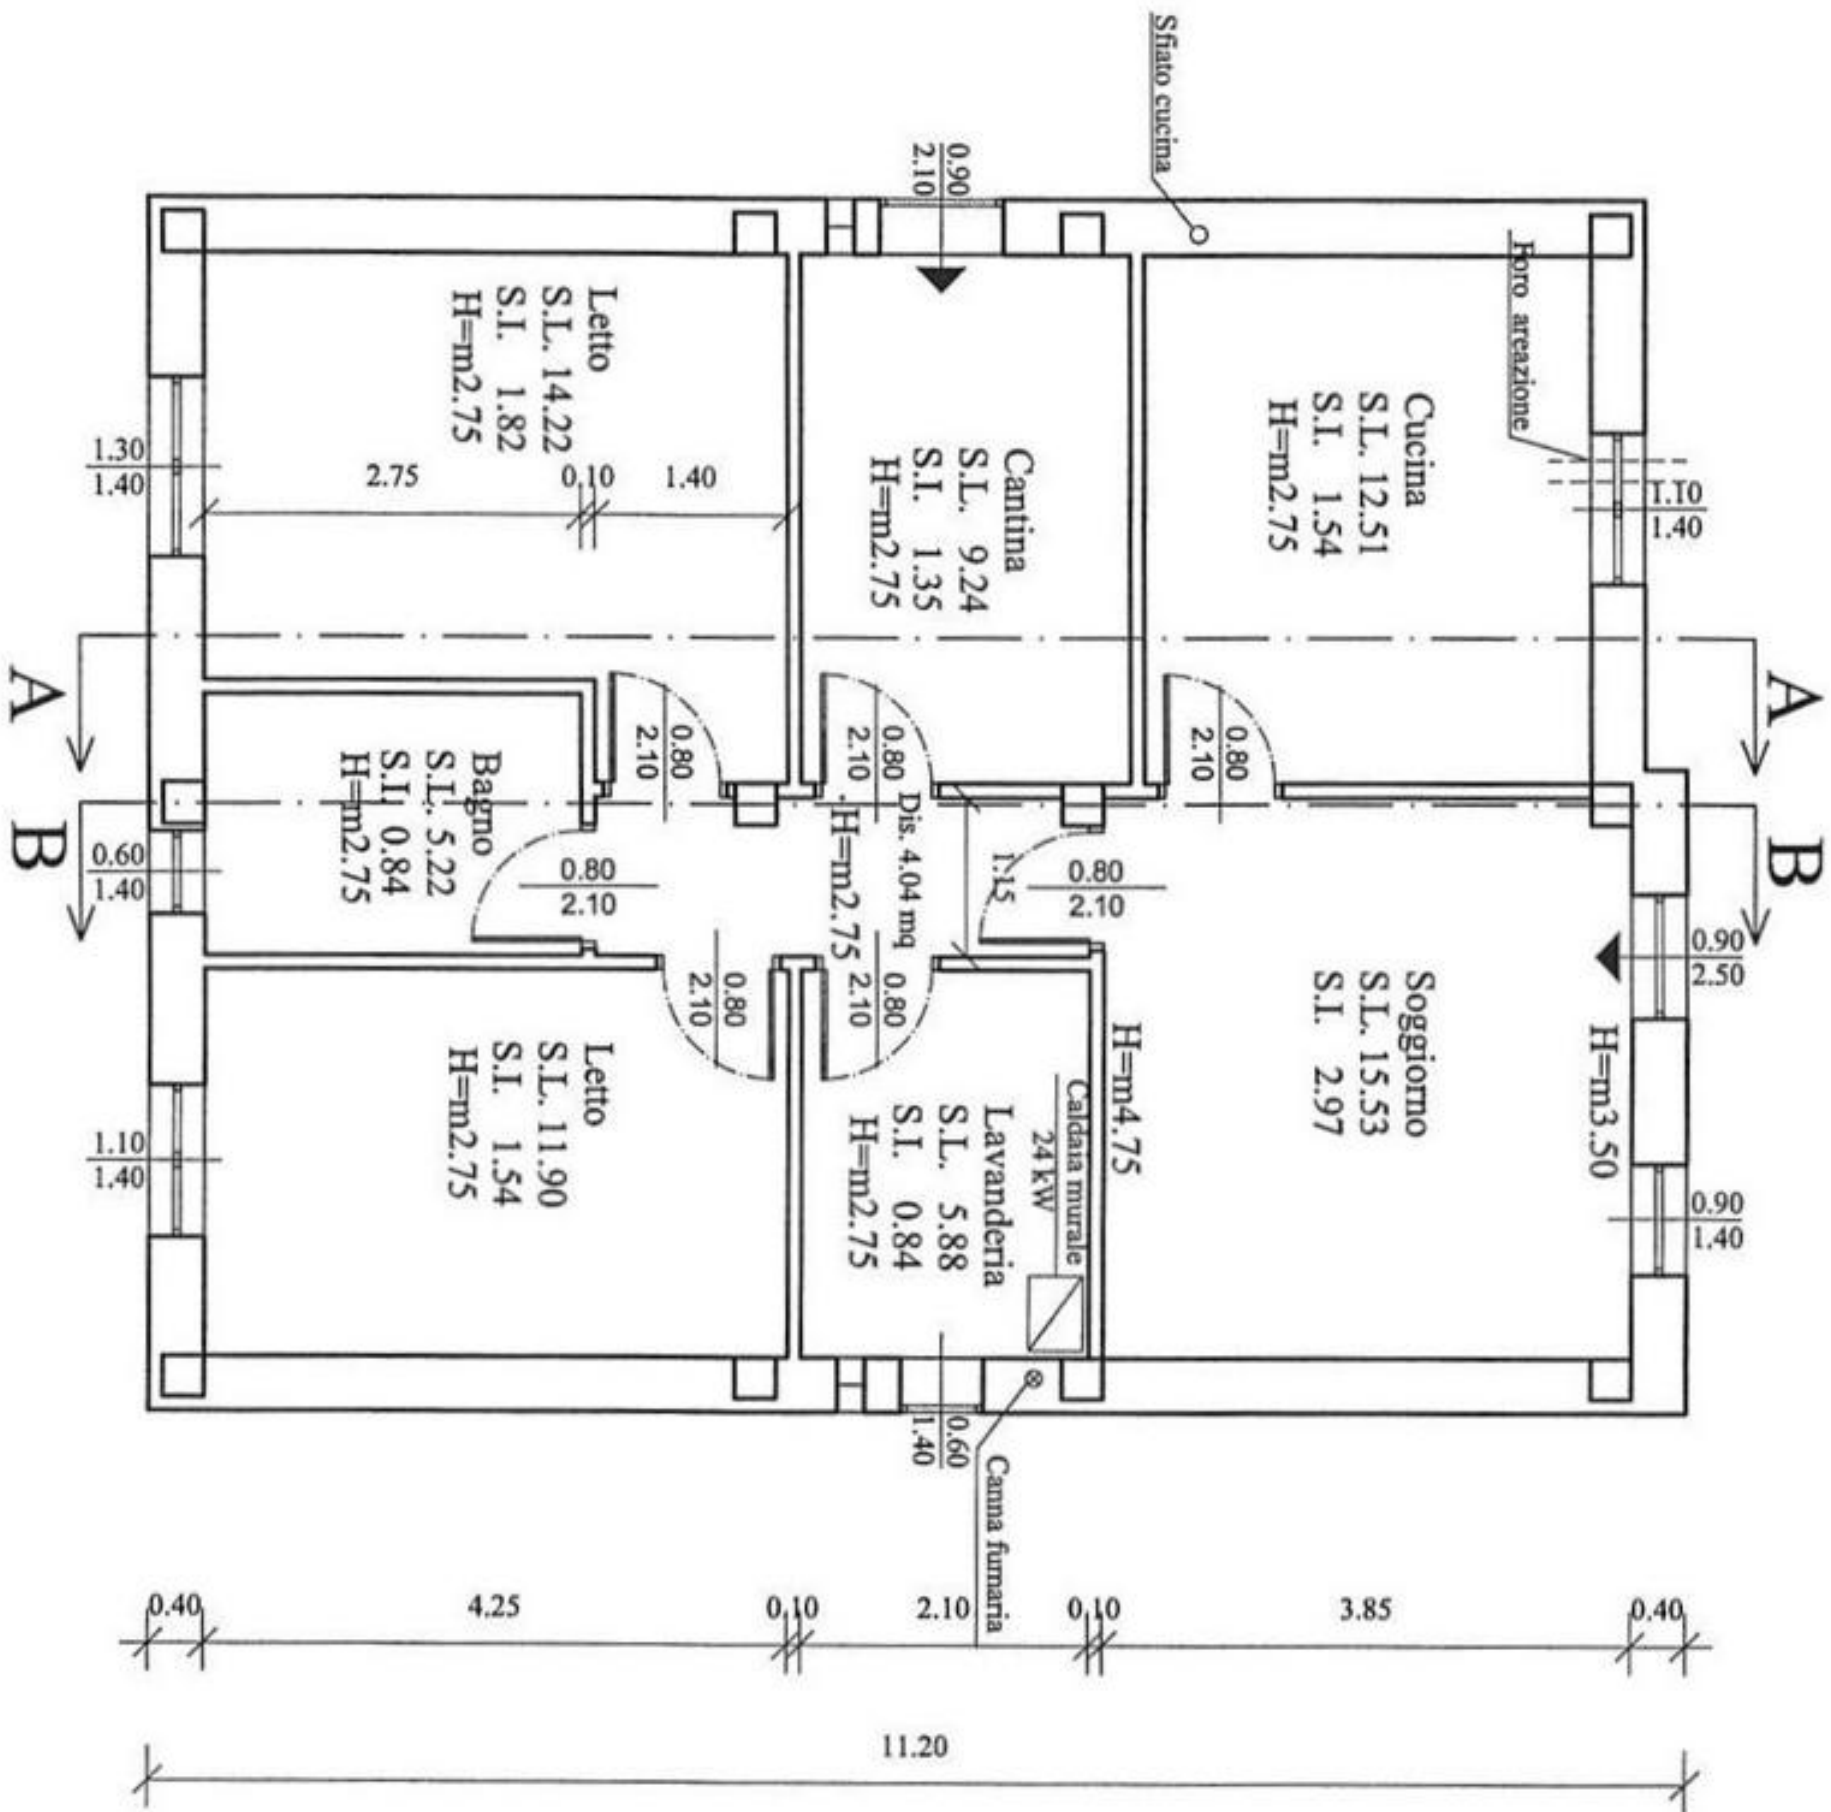 Sfiato cucina
0.90
2.10
Foro areazione
Letto
S.L. 14.22
S.I. 1.82
H=m2.75
Cantina
S.L. 9.24
S.I. 1.35
H=m2.75
Cucina
S.L. 12.51
S.I. 1.54
H=m2.75
1.10
1.40
1.30
1.40
2.75
0.10
1.40
A
A
0.80
2.10
0.80
2.10
0.80
2.10
B
B
Bagno
S.L. 5.22
S.I. 0.84
H=m2.75
0.60
1.40
0.80
2.10
Dis. 4.04 mq
H=m2.75
1.15
0.80
2.10
0.90
2.50
Soggiorno
S.L. 15.53
S.I. 2.97
H=m3.50
H=m4.75
0.80
2.10
0.80
2.10
Letto
S.L. 11.90
S.I. 1.54
H=m2.75
Lavanderia
S.L. 5.88
S.I. 0.84
H=m2.75
Caldaia murale
24 kW
1.10
1.40
0.90
1.40
0.60
1.40
Canna fumaria
0.40
4.25
0.10
2.10
0.10
3.85
0.40
11.20